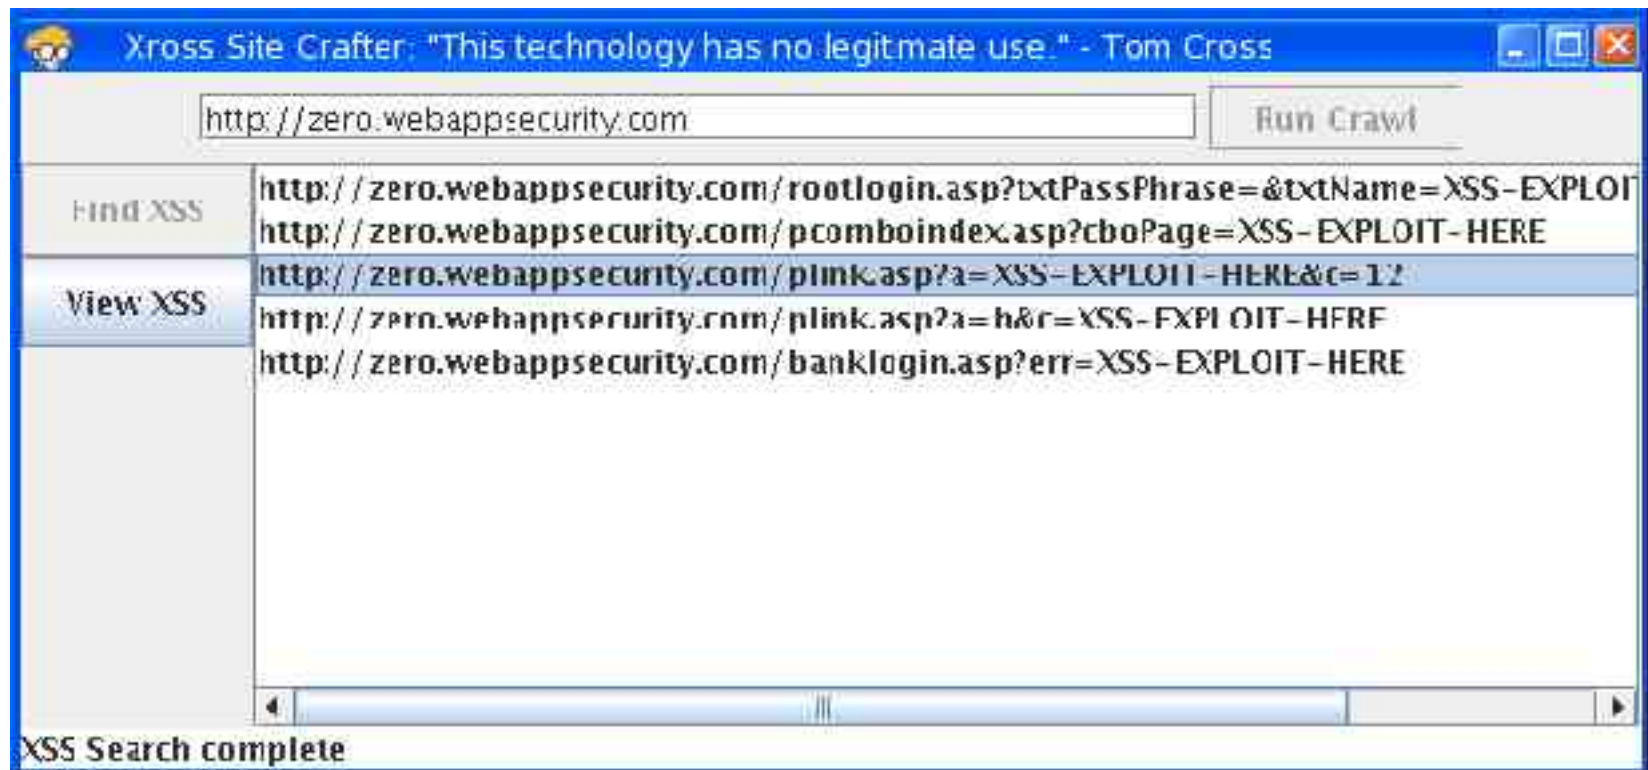 Xross Site Crafter: "This technology has no legitmate use." - Tom Cross
http://zero.webappsecurity.com
Run Crawl
Find XSS
http://zero.webappsecurity.com/rootlogin.asp?txtPassPhrase=&txtName=XSS-EXPLOIT
http://zero.webappsecurity.com/pcomboindex.asp?cboPage=XSS-EXPLOIT-HERE
http://zero.webappsecurity.com/plink.asp?a=XSS-EXPLOIT-HERE&c=12
View XSS
http://zero.webappsecurity.com/plink.asp?a=b&c=XSS-EXPLOIT-HERE
http://zero.webappsecurity.com/banklogin.asp?err=XSS-EXPLOIT-HERE
XSS Search complete